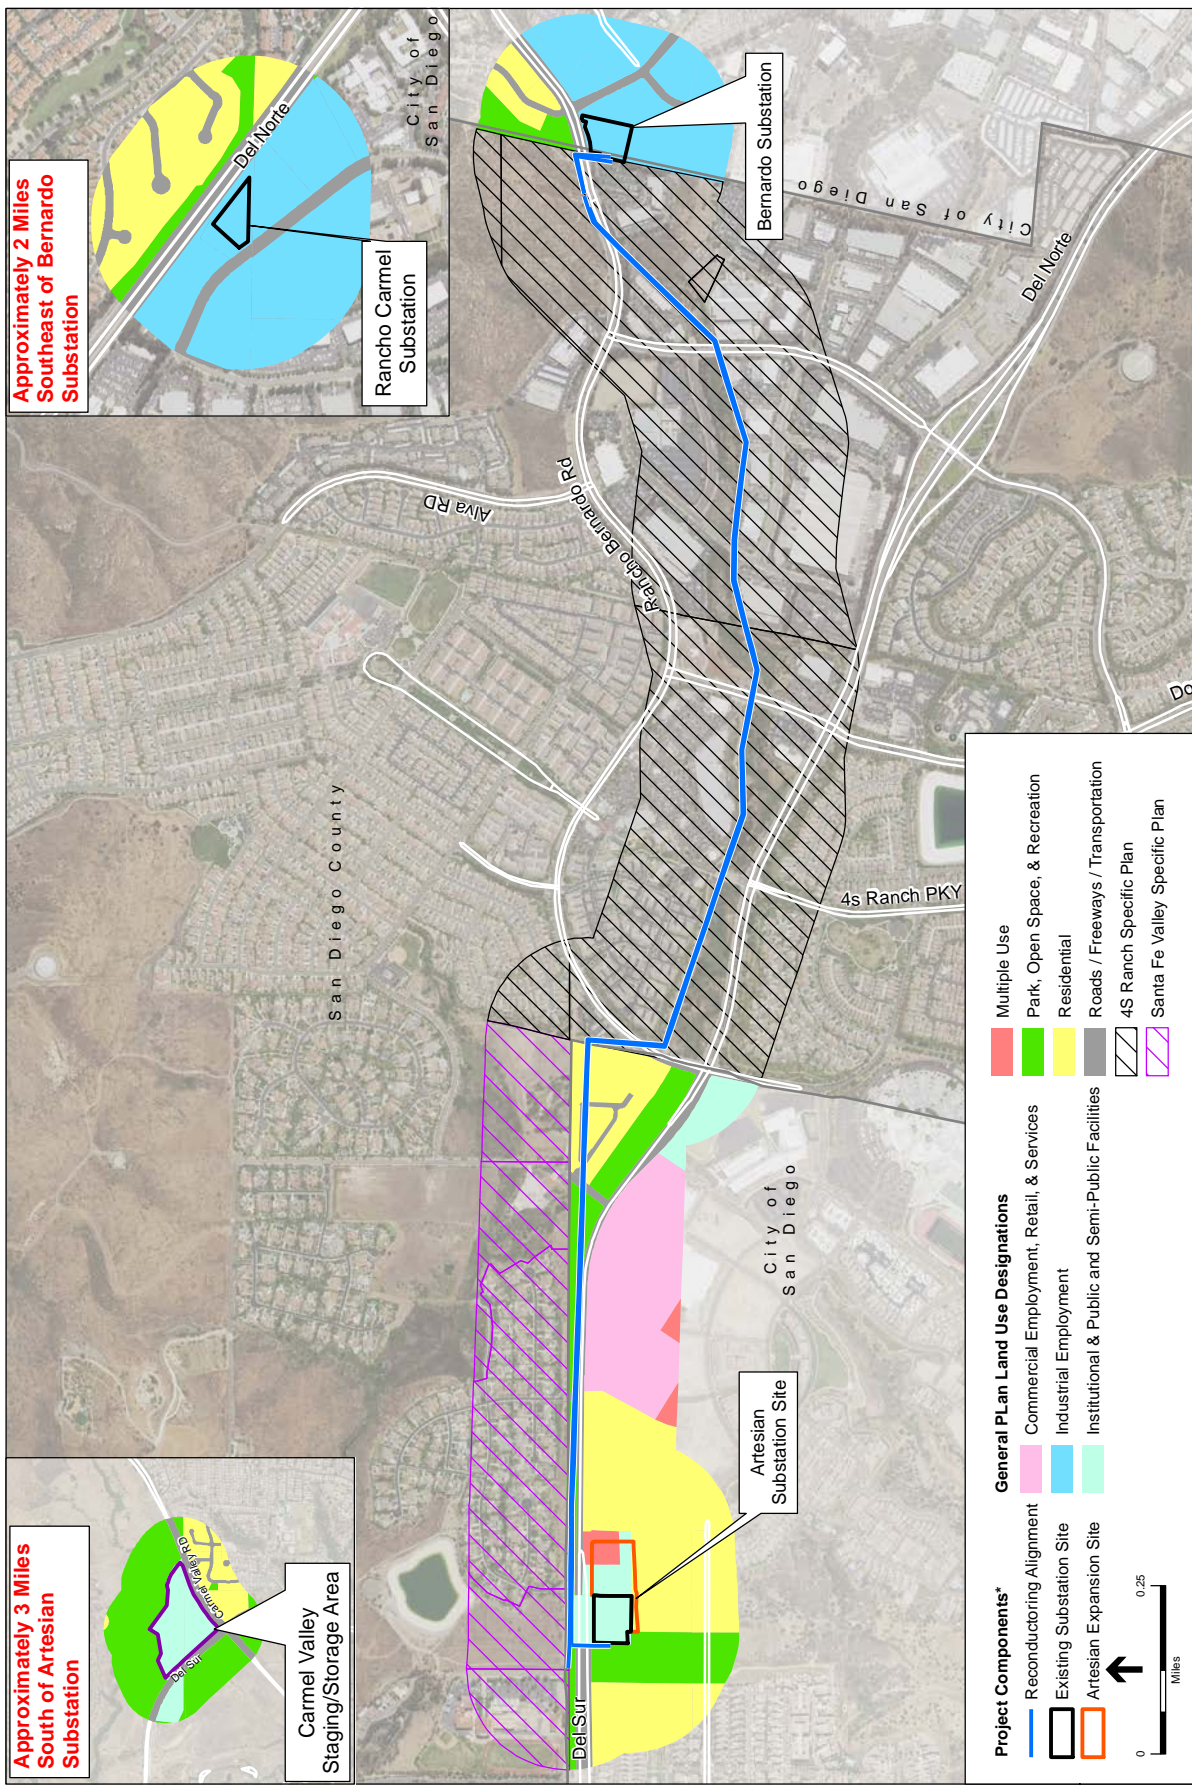 Approximately 3 Miles
South of Artesian
Substation
Carmel Valley RD
Del Sur
Carmel Valley
Staging/Storage Area
Approximately 2 Miles
Southeast of Bernardo
Substation
Del Norte
City of
San Diego
Rancho Carmel
Substation
San Diego County
Alva RD
Rancho Bernardo Rd
Bernardo Substation
City of San Diego
Del Norte
4s Ranch PKY
Do
City of
San Diego
Artesian
Substation Site
Del Sur
Project Components*
Reconductoring Alignment
Existing Substation Site
Artesian Expansion Site
General PLan Land Use Designations
Commercial Employment, Retail, & Services
Industrial Employment
Institutional & Public and Semi-Public Facilities
Multiple Use
Park, Open Space, & Recreation
Residential
Roads / Freeways / Transportation
4S Ranch Specific Plan
Santa Fe Valley Specific Plan
0 0.25
Miles